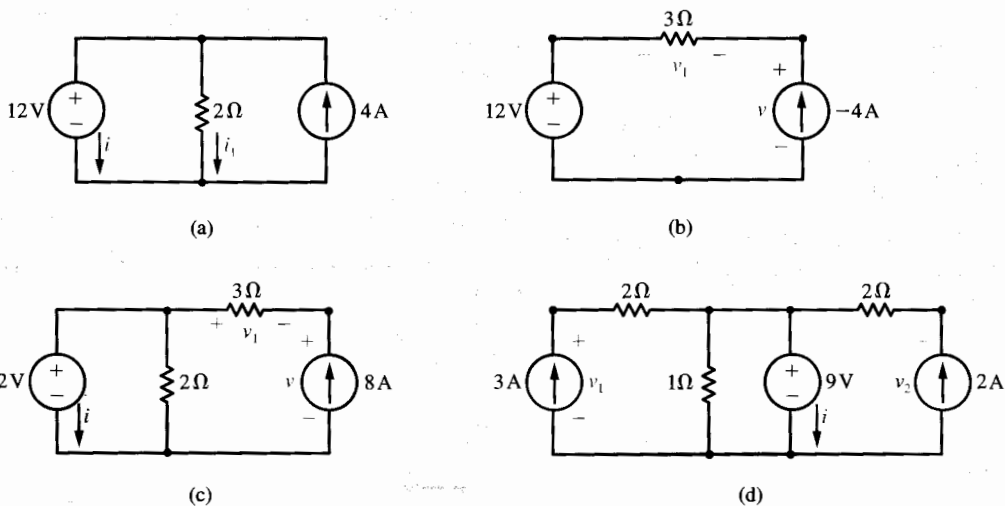 12V + − i 2Ω i₁ 4A
(a)
3Ω
− v₁ −
12V + − + v − −4A
(b)
3Ω
+ v₁ −
2V + − i 2Ω + v − 8A
(c)
2Ω 2Ω
3A + v₁ − 1Ω + − 9V i v₂ 2A
(d)